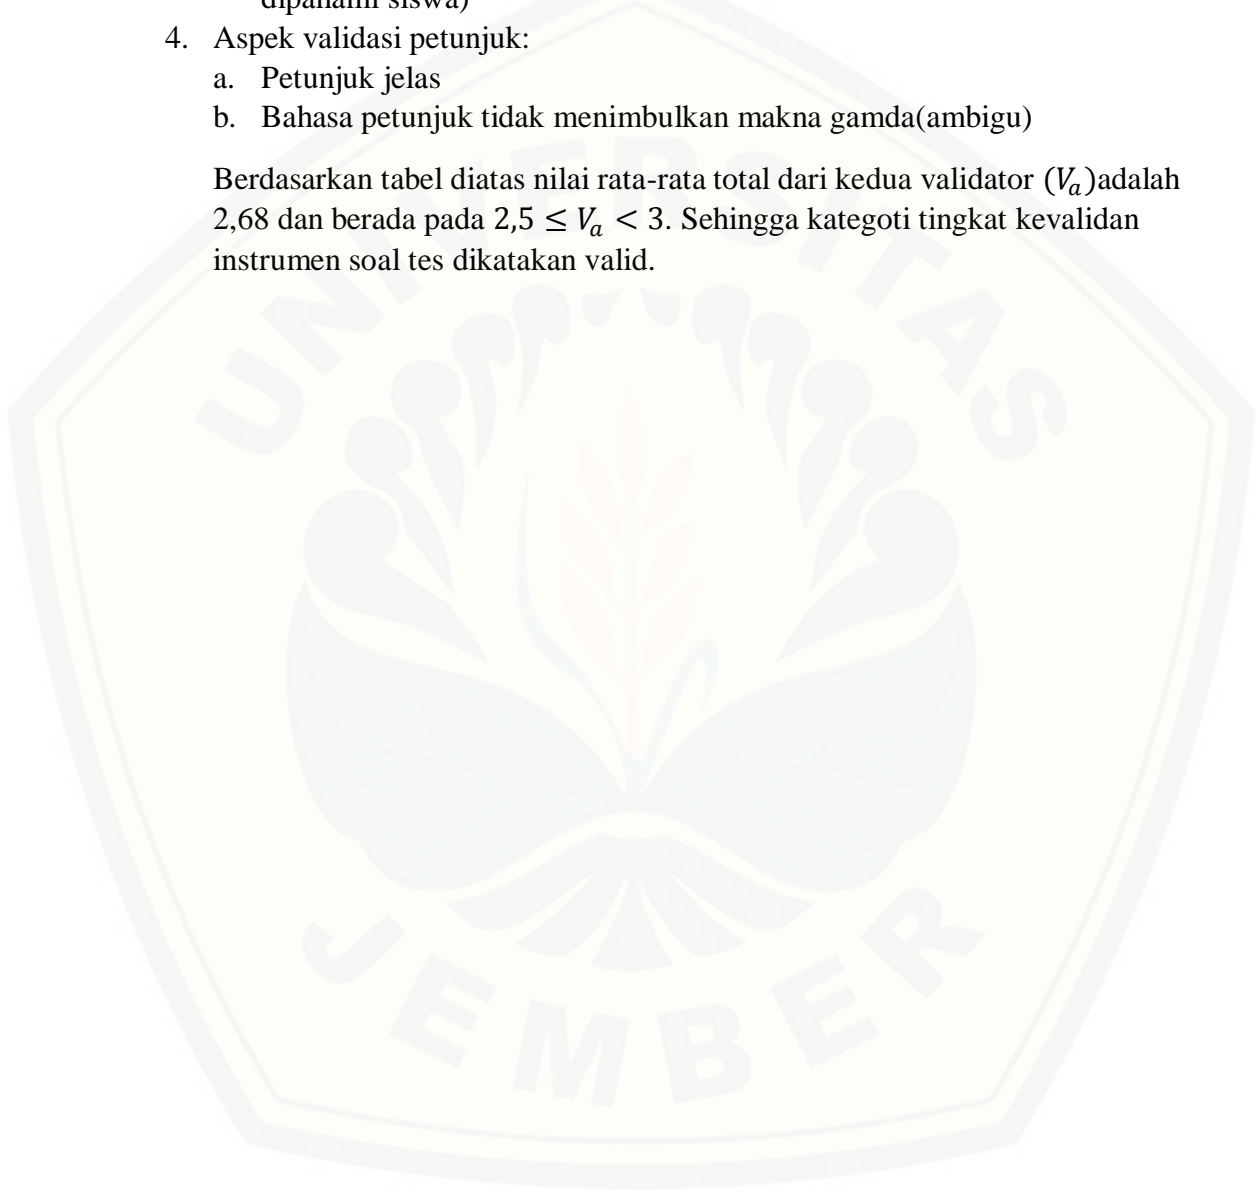 dipahami siswa)
4. Aspek validasi petunjuk:
a. Petunjuk jelas
b. Bahasa petunjuk tidak menimbulkan makna gamda(ambigu)
Berdasarkan tabel diatas nilai rata-rata total dari kedua validator (Va)adalah
2,68 dan berada pada 2,5 ≤ Va < 3. Sehingga kategoti tingkat kevalidan
instrumen soal tes dikatakan valid.
UNIVERSITAS
JEMBER